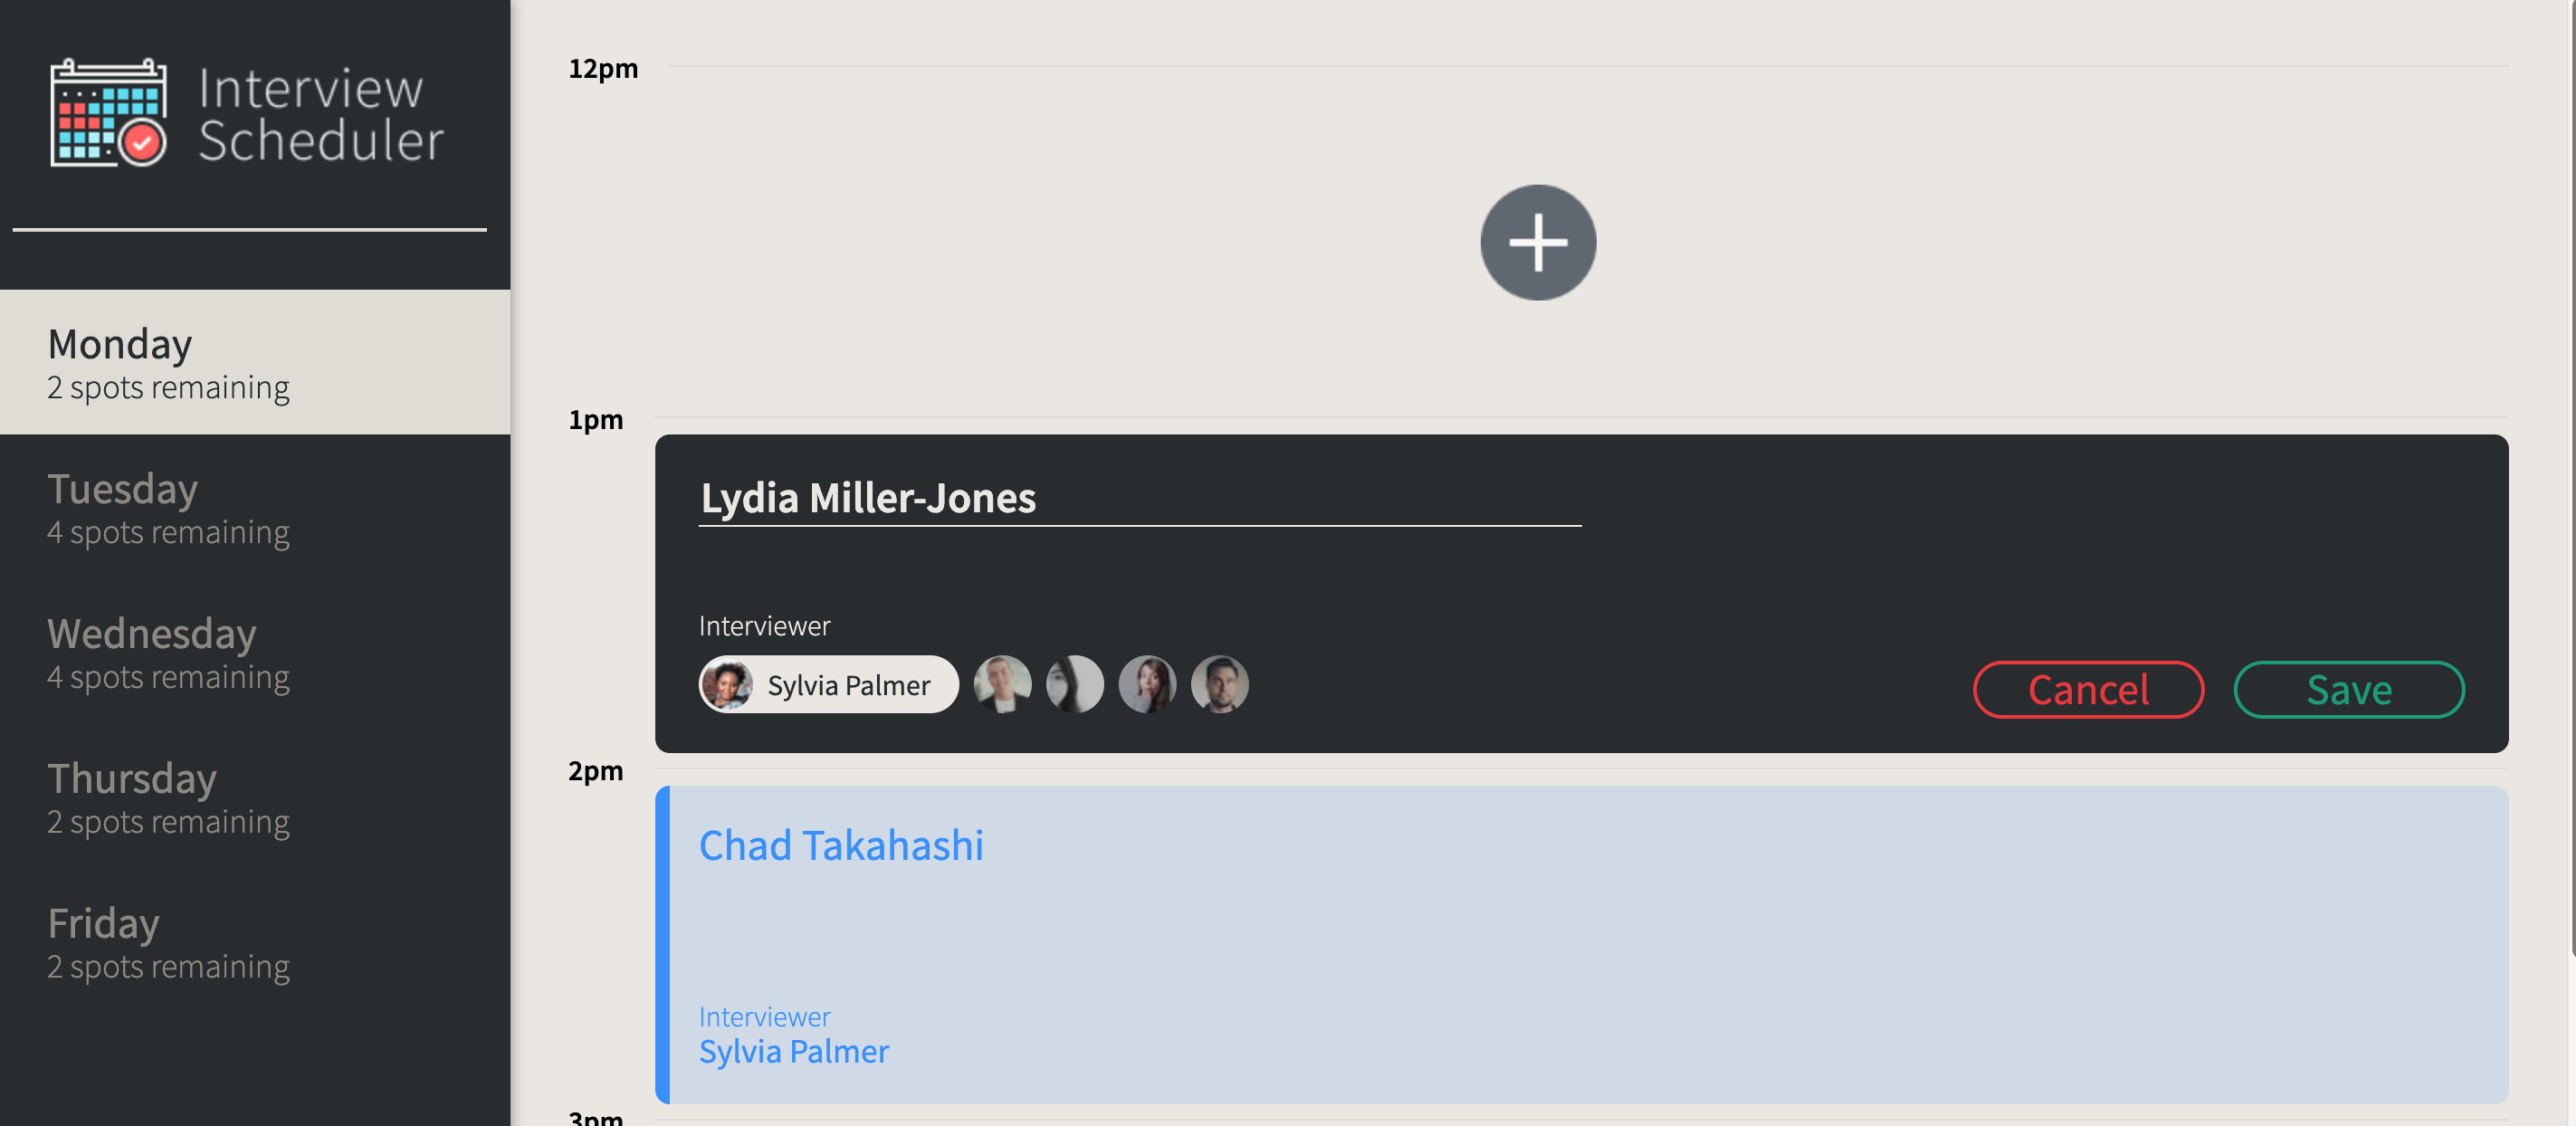 Interview
Scheduler
Monday
2 spots remaining
Tuesday
4 spots remaining
Wednesday
4 spots remaining
Thursday
2 spots remaining
Friday
2 spots remaining
12pm
1pm
Lydia Miller-Jones
Interviewer
Sylvia Palmer
Cancel
Save
2pm
Chad Takahashi
Interviewer
Sylvia Palmer
3pm